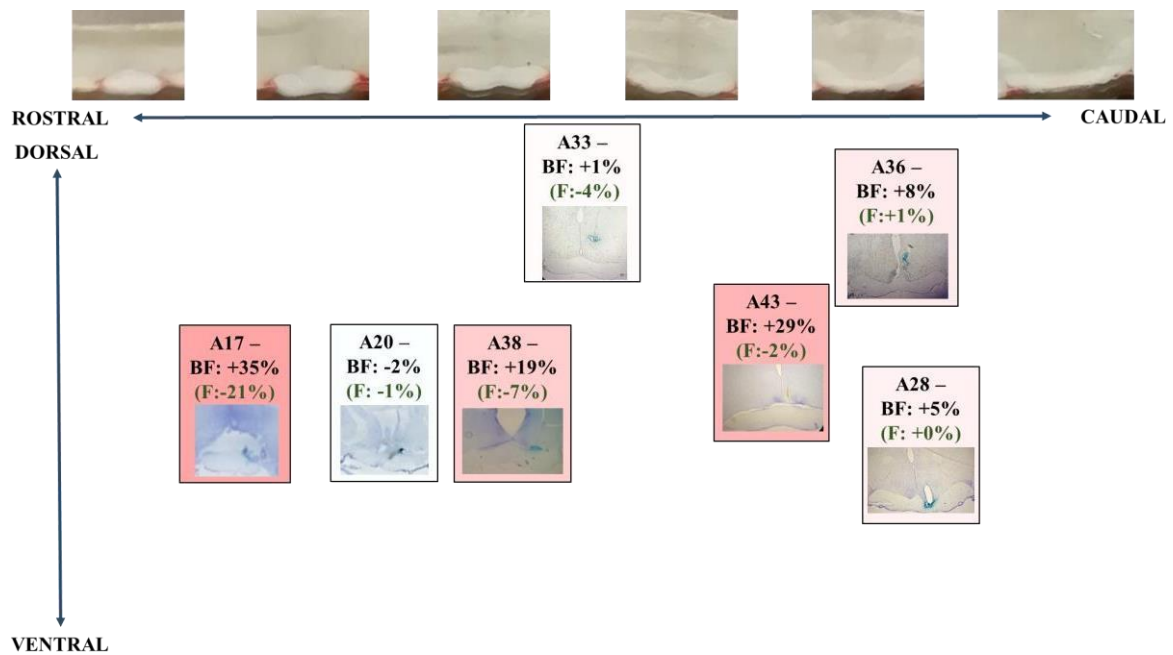 ROSTRAL
CAUDAL
DORSAL
A33 –
BF: +1%
(F:-4%)
A36 –
BF: +8%
(F:+1%)
A43 –
BF: +29%
(F:-2%)
A17 –
BF: +35%
(F:-21%)
A20 –
BF: -2%
(F: -1%)
A38 –
BF: +19%
(F:-7%)
A28 –
BF: +5%
(F: +0%)
VENTRAL